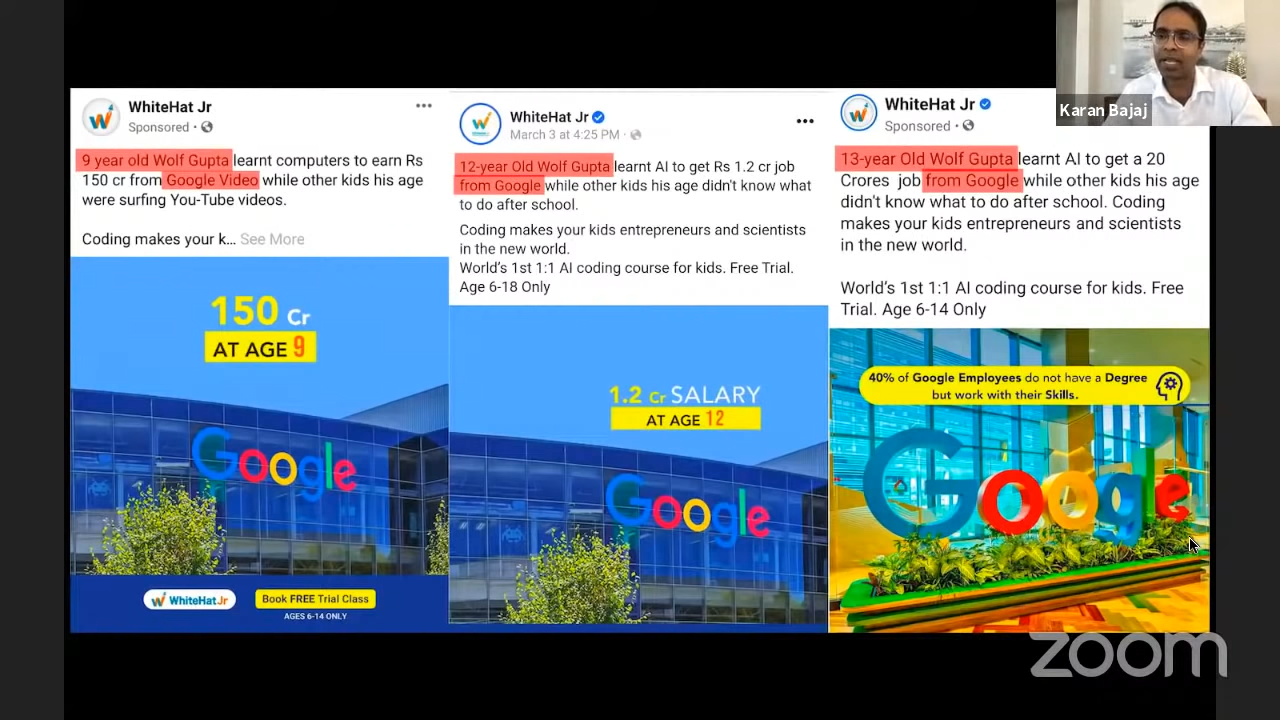 WhiteHat Jr
Sponsored ·
9 year old Wolf Gupta learnt computers to earn Rs
150 cr from Google Video while other kids his age
were surfing You-Tube videos.
Coding makes your k... See More
150 Cr
AT AGE 9
Google
WhiteHat Jr
Book FREE Trial Class
AGES 6-14 ONLY
WhiteHat Jr
March 3 at 4:25 PM ·
12-year Old Wolf Gupta learnt AI to get Rs 1.2 cr job
from Google while other kids his age didn't know what
to do after school.
Coding makes your kids entrepreneurs and scientists
in the new world.
World's 1st 1:1 AI coding course for kids. Free Trial.
Age 6-18 Only
1.2 Cr SALARY
AT AGE 12
Google
WhiteHat Jr
Sponsored ·
13-year Old Wolf Gupta learnt AI to get a 20
Crores job from Google while other kids his age
didn't know what to do after school. Coding
makes your kids entrepreneurs and scientists
in the new world.
World's 1st 1:1 AI coding course for kids. Free
Trial. Age 6-14 Only
40% of Google Employees do not have a Degree
but work with their Skills.
Google
Karan Bajaj
zoom